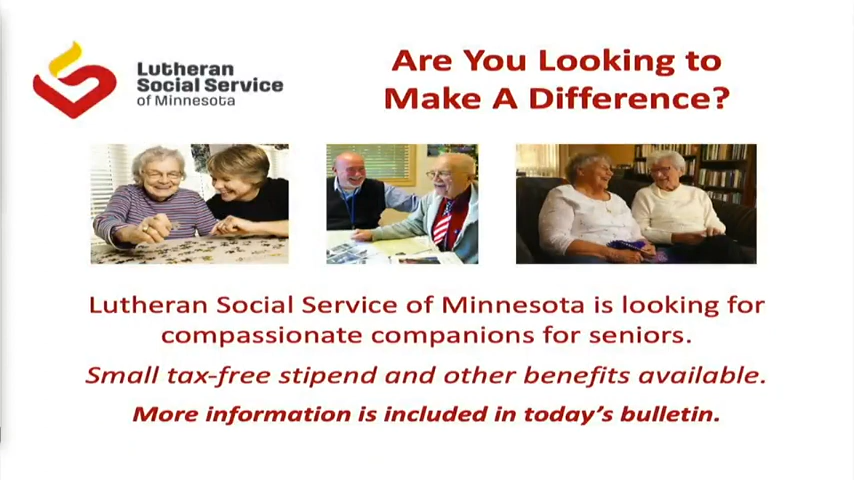 Lutheran
Social Service
of Minnesota
Are You Looking to
Make A Difference?
Lutheran Social Service of Minnesota is looking for
compassionate companions for seniors.
Small tax-free stipend and other benefits available.
More information is included in today’s bulletin.